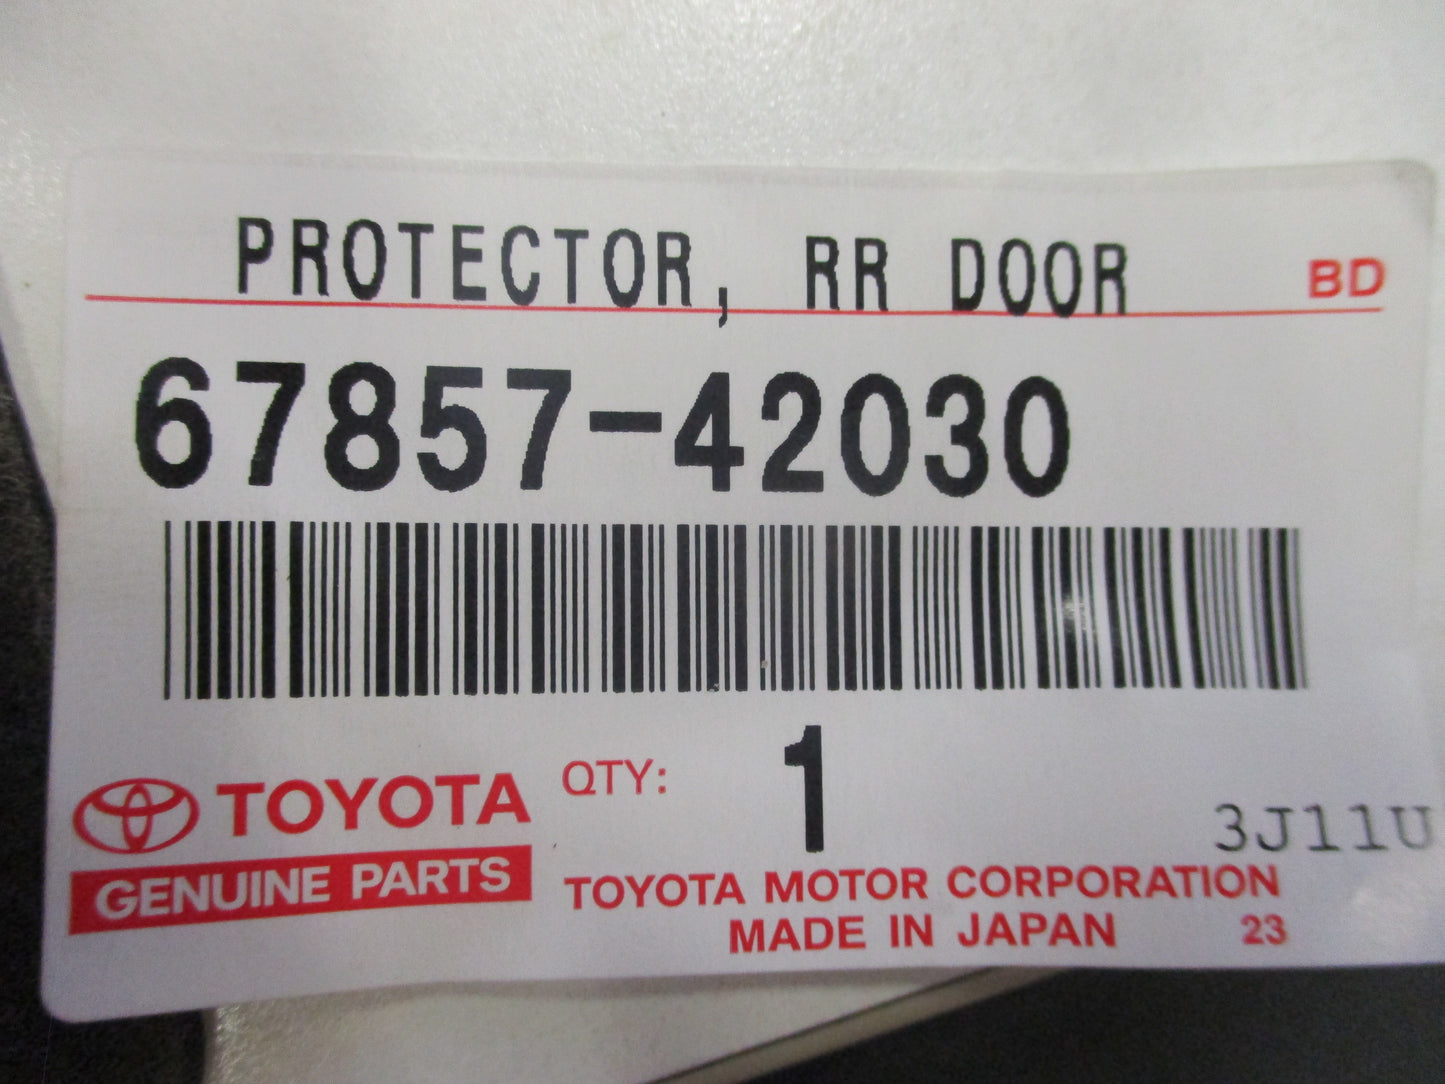 PROTECTOR, RR DOOR BD
67857-42030
TOYOTA QTY: 1
3J11U
GENUINE PARTS
TOYOTA MOTOR CORPORATION
MADE IN JAPAN 23